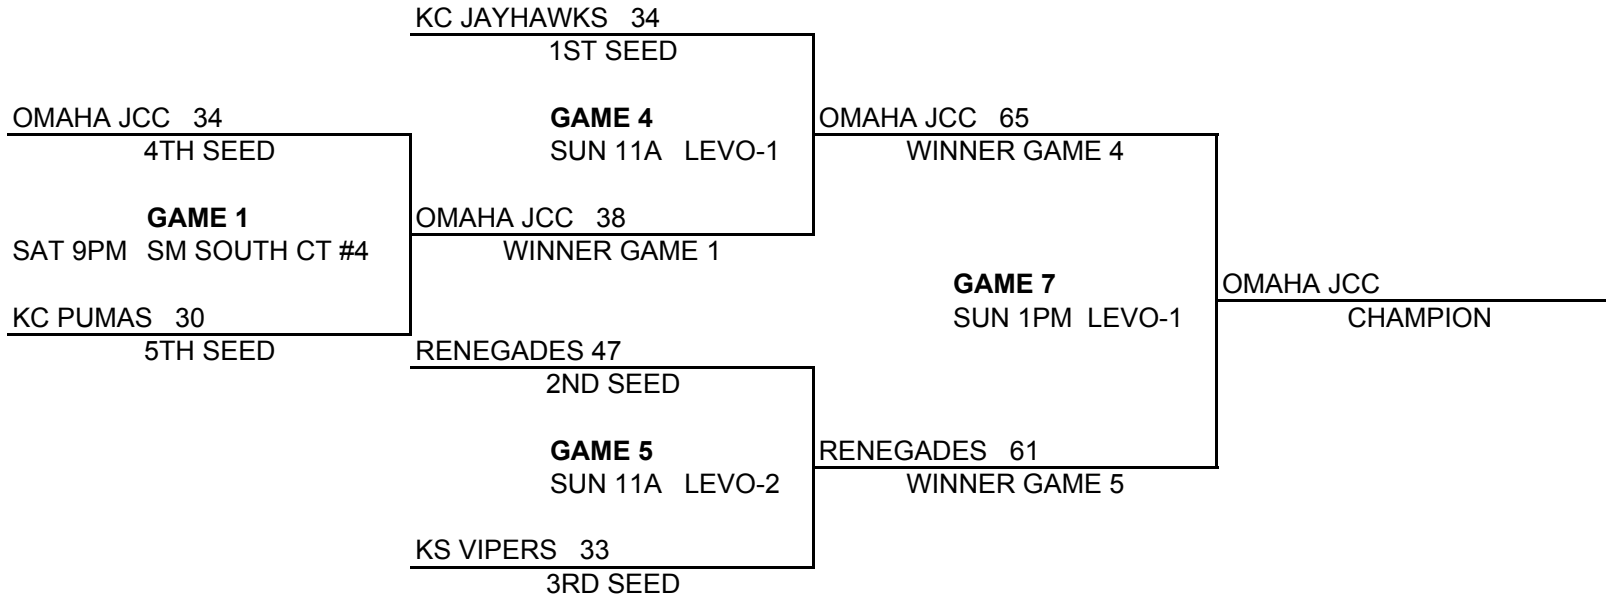 KC JAYHAWKS 34
1ST SEED
OMAHA JCC 34
4TH SEED
GAME 4
SUN 11A LEVO-1
OMAHA JCC 65
WINNER GAME 4
GAME 1
SAT 9PM SM SOUTH CT #4
OMAHA JCC 38
WINNER GAME 1
GAME 7
SUN 1PM LEVO-1
OMAHA JCC
CHAMPION
KC PUMAS 30
5TH SEED
RENEGADES 47
2ND SEED
GAME 5
SUN 11A LEVO-2
RENEGADES 61
WINNER GAME 5
KS VIPERS 33
3RD SEED